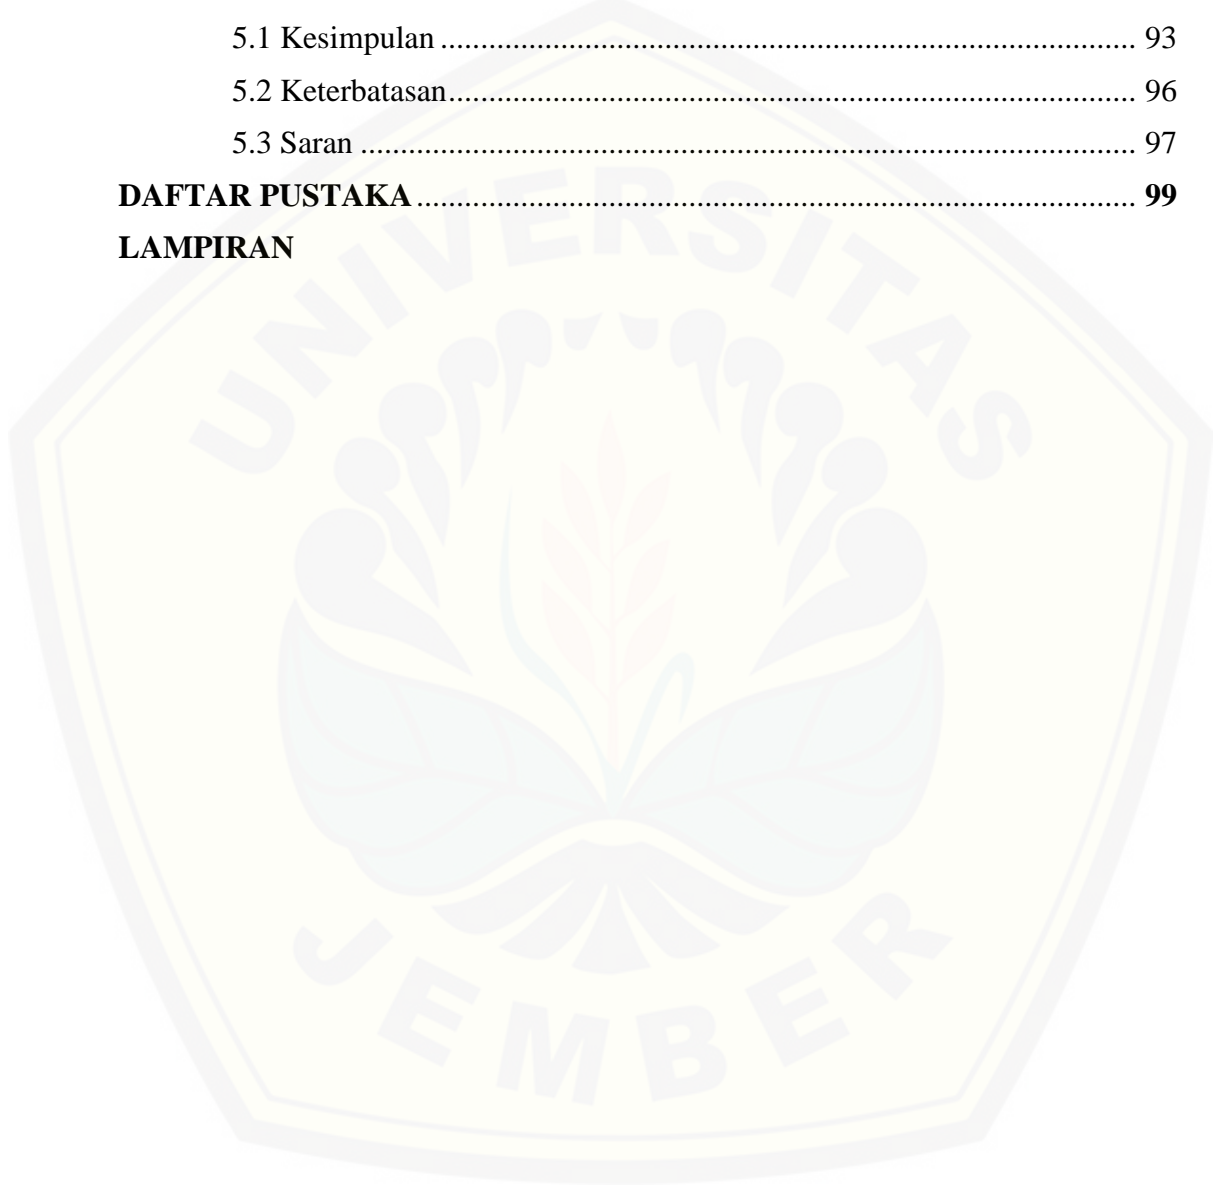 5.1 Kesimpulan ........................................................................................ 93
5.2 Keterbatasan...................................................................................... 96
5.3 Saran .................................................................................................. 97
DAFTAR PUSTAKA ........................................................................................... 99
LAMPIRAN
UNIVERSITAS
JEMBER